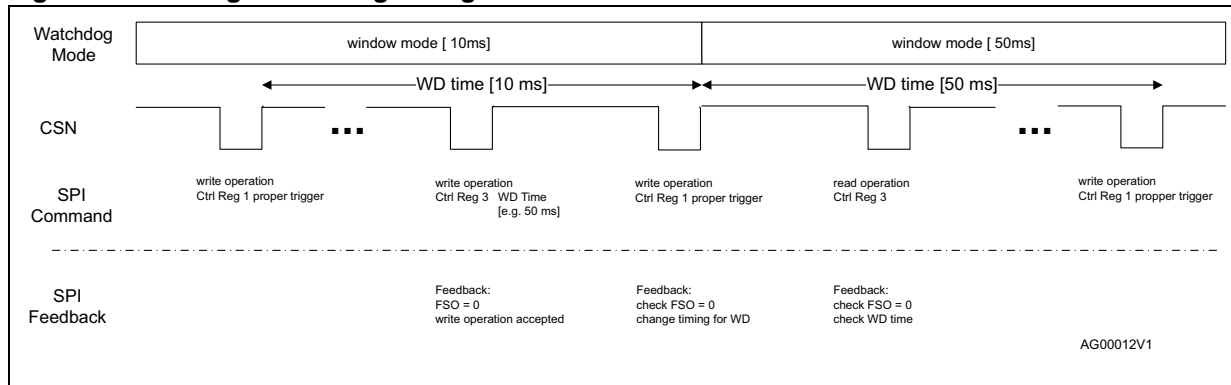 Watchdog
Mode
window mode [ 10ms]
window mode [ 50ms]
WD time [10 ms]
WD time [50 ms]
CSN
...
...
SPI
Command
write operation
Ctrl Reg 1 proper trigger
write operation
Ctrl Reg 3 WD Time
[e.g. 50 ms]
write operation
Ctrl Reg 1 proper trigger
read operation
Ctrl Reg 3
write operation
Ctrl Reg 1 propper trigger
SPI
Feedback
Feedback:
FSO = 0
write operation accepted
Feedback:
check FSO = 0
change timing for WD
Feedback:
check FSO = 0
check WD time
AG00012V1